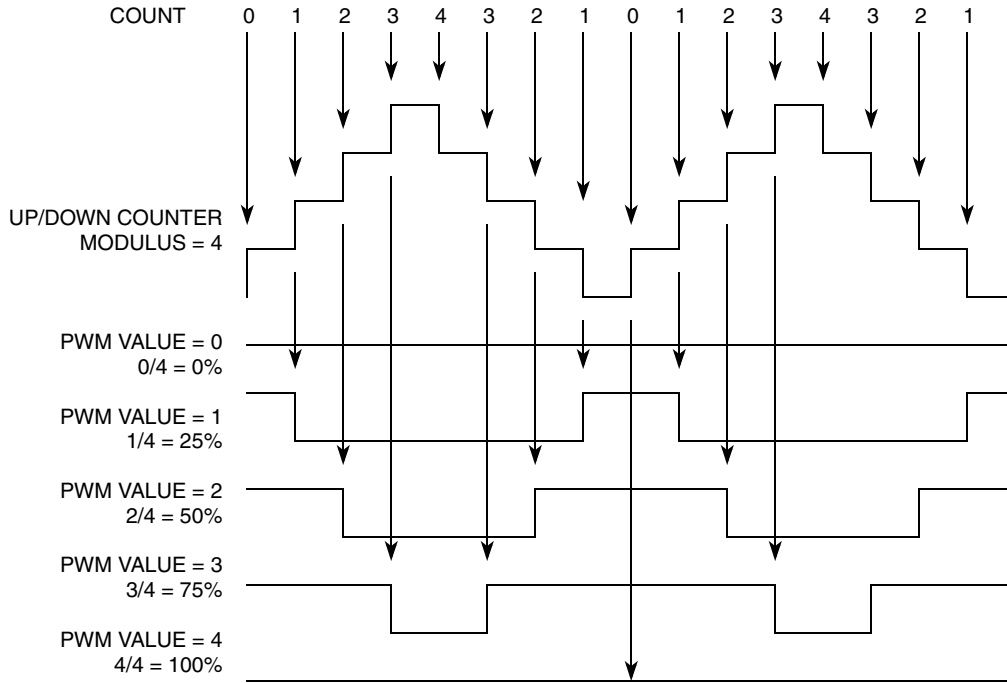 COUNT 0 1 2 3 4 3 2 1 0 1 2 3 4 3 2 1
UP/DOWN COUNTER
MODULUS = 4
PWM VALUE = 0
0/4 = 0%
PWM VALUE = 1
1/4 = 25%
PWM VALUE = 2
2/4 = 50%
PWM VALUE = 3
3/4 = 75%
PWM VALUE = 4
4/4 = 100%